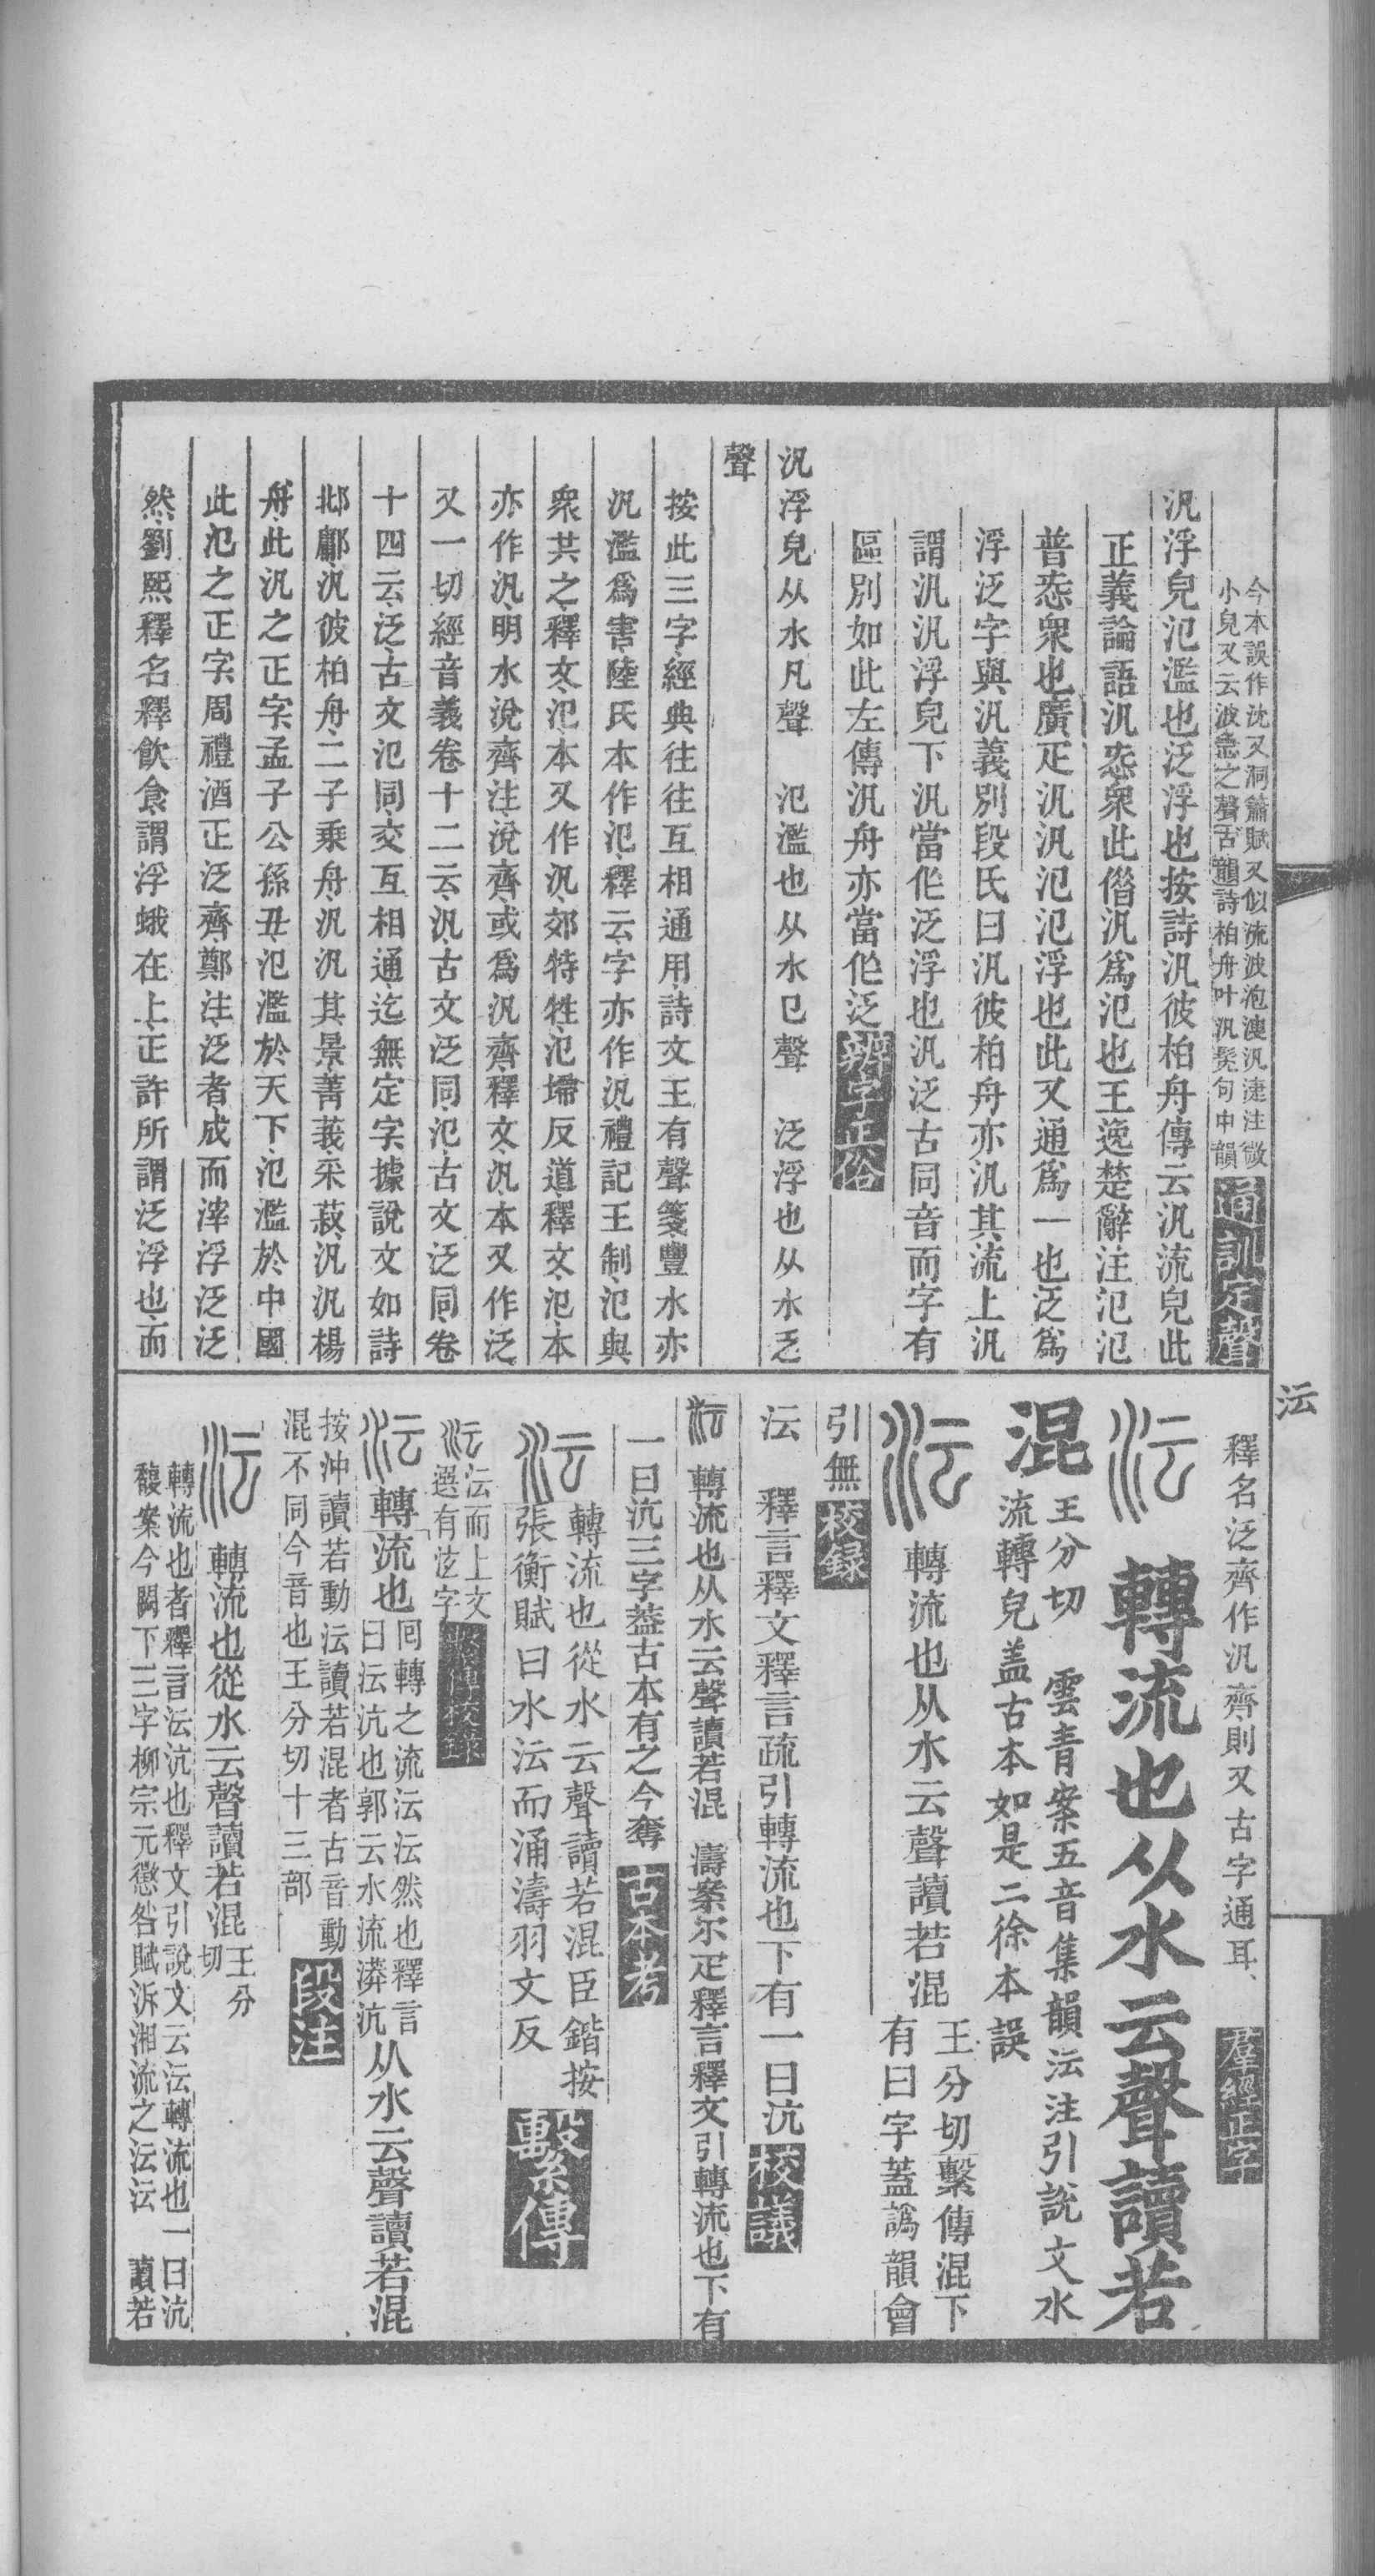 今本誤作沈又洞簫賦又似流波泡溲汎㳻注微
小皃又云波急之聲古韻詩柏舟叶汎髧句中韻
通訓定聲
汎浮皃氾濫也泛浮也按詩汎彼柏舟傳云汎流皃此
正義論語汎㤅衆此僭汎爲氾也王逸楚辭注氾氾
普㤅衆也廣疋汎汎氾氾浮也此又通爲一也泛爲
浮泛字與汎義別段氏曰汎彼柏舟亦汎其流上汎
謂汎汎浮皃下汎當作泛浮也汎泛古同音而字有
區別如此左傳汎舟亦當作泛
辨字正俗
汎浮皃从水凡聲　氾濫也从水㔾聲　泛浮也从水乏
聲
按此三字經典往往互相通用詩文王有聲箋豐水亦
汎濫爲害陸氏本作氾釋云字亦作汎禮記王制氾與
衆共之釋文氾本又作汎郊特牲氾埽反道釋文氾本
亦作汎明水涗齊注涗齊或爲汎齊釋文汎本又作泛
又一切經音義卷十二云汎古文泛同氾古文泛同卷
十四云泛古文氾同交互相通迄無定字據說文如詩
邶鄘汎彼柏舟二子乘舟汎汎其景菁莪采菽汎汎楊
舟此汎之正字孟子公孫丑氾濫於天下氾濫於中國
此氾之正字周禮酒正泛齊鄭注泛者成而滓浮泛泛
然劉熙釋名釋飲食謂浮蛾在上正許所謂泛浮也而
沄
釋名泛齊作汎齊則又古字通耳
羣經正字
沄　轉流也从水云聲讀若
混
王分切　雲青案五音集韻沄注引說文水
流轉皃蓋古本如是二徐本誤
沄　轉流也从水云聲讀若混
王分切繫傳混下
有曰字蓋譌韻會
引無
校錄
沄　釋言釋文釋言疏引轉流也下有一曰沆
校議
沄　轉流也从水云聲讀若混　濤案尔疋釋言釋文引轉流也下有
一曰沆三字葢古本有之今奪
古本考
沄　轉流也從水云聲讀若混臣鍇按
張衡賦曰水沄而涌濤羽文反
繫傳
沄　沄而上文
選有沄字
繫傳校錄
沄　轉流也
回轉之流沄沄然也釋言
曰沄沆也郭云水流漭沆
从水云聲讀若混
按沖讀若動沄讀若混者古音動
混不同今音也王分切十三部
段注
沄　轉流也從水云聲讀若混
王分
切
轉流也者釋言沄沆也釋文引說文云沄轉流也一曰沆
馥案今闕下三字柳宗元懲咎賦泝湘流之沄沄　讀若